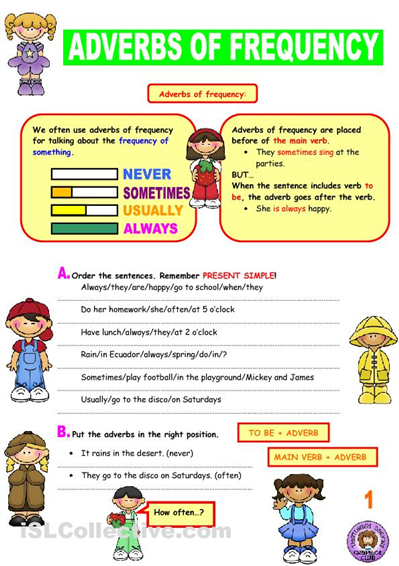 ADVERBS OF FREQUENCY
Adverbs of frequency:
We often use adverbs of frequency
for talking about the frequency of
something.
NEVER
SOMETIMES
USUALLY
ALWAYS
Adverbs of frequency are placed
before of the main verb.
• They sometimes sing at the
parties.
BUT…
When the sentence includes verb to
be, the adverb goes after the verb.
• She is always happy.
A. Order the sentences. Remember PRESENT SIMPLE!
Always/they/are/happy/go to school/when/they
Do her homework/she/often/at 5 o'clock
Have lunch/always/they/at 2 o'clock
Rain/in Ecuador/always/spring/do/in/?
Sometimes/play football/in the playground/Mickey and James
Usually/go to the disco/on Saturdays
B. Put the adverbs in the right position.
TO BE + ADVERB
• It rains in the desert. (never)
MAIN VERB + ADVERB
• They go to the disco on Saturdays. (often)
How often…?
1
iSLCollective.com